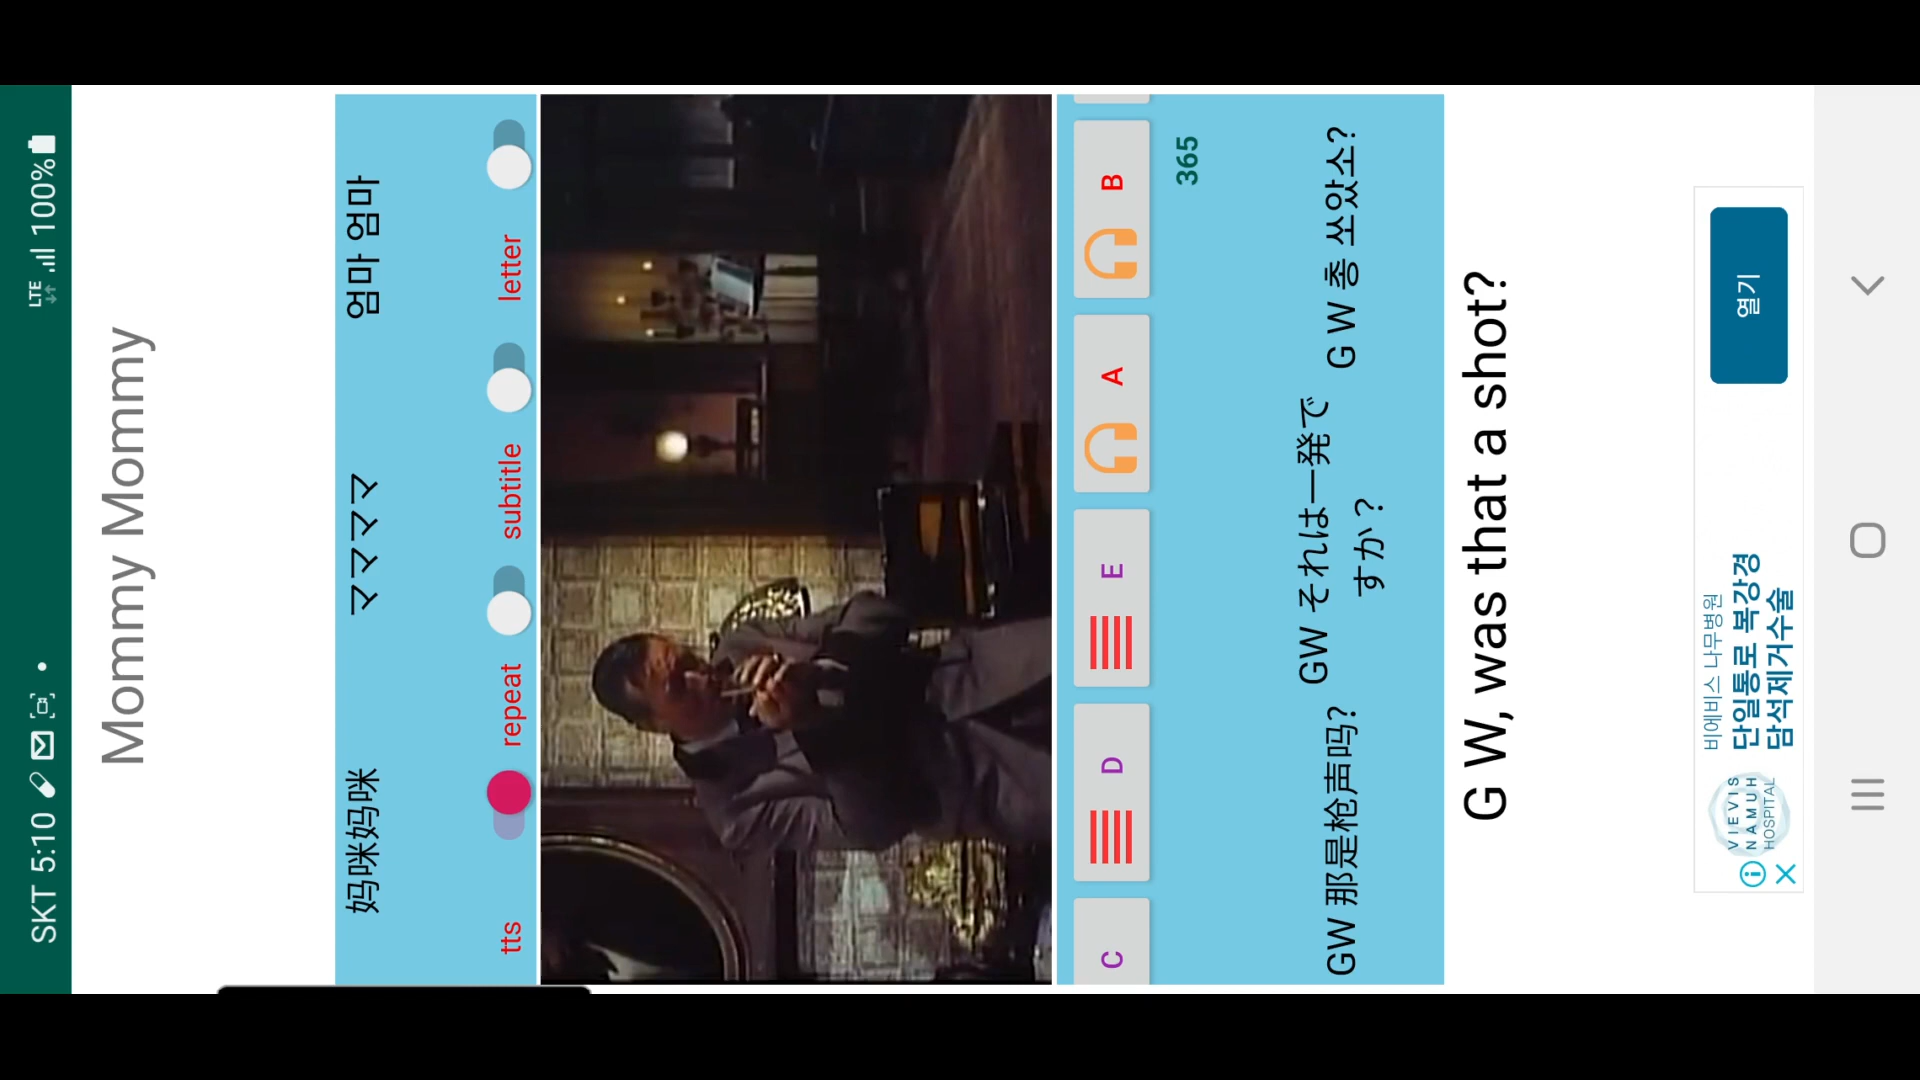 SKT 5:10
LTE 100%
Mommy Mommy
妈咪妈咪
ママママ
엄마 엄마
tts
repeat
subtitle
letter
C
D
E
A
B
365
GW 那是枪声吗?
GW それは一発で
すか？
G W 총 쏘았소?
G W, was that a shot?
VIEVIS
NAMUH
HOSPITAL
비에비스 나무병원
단일통로 복강경
담석제거수술
열기